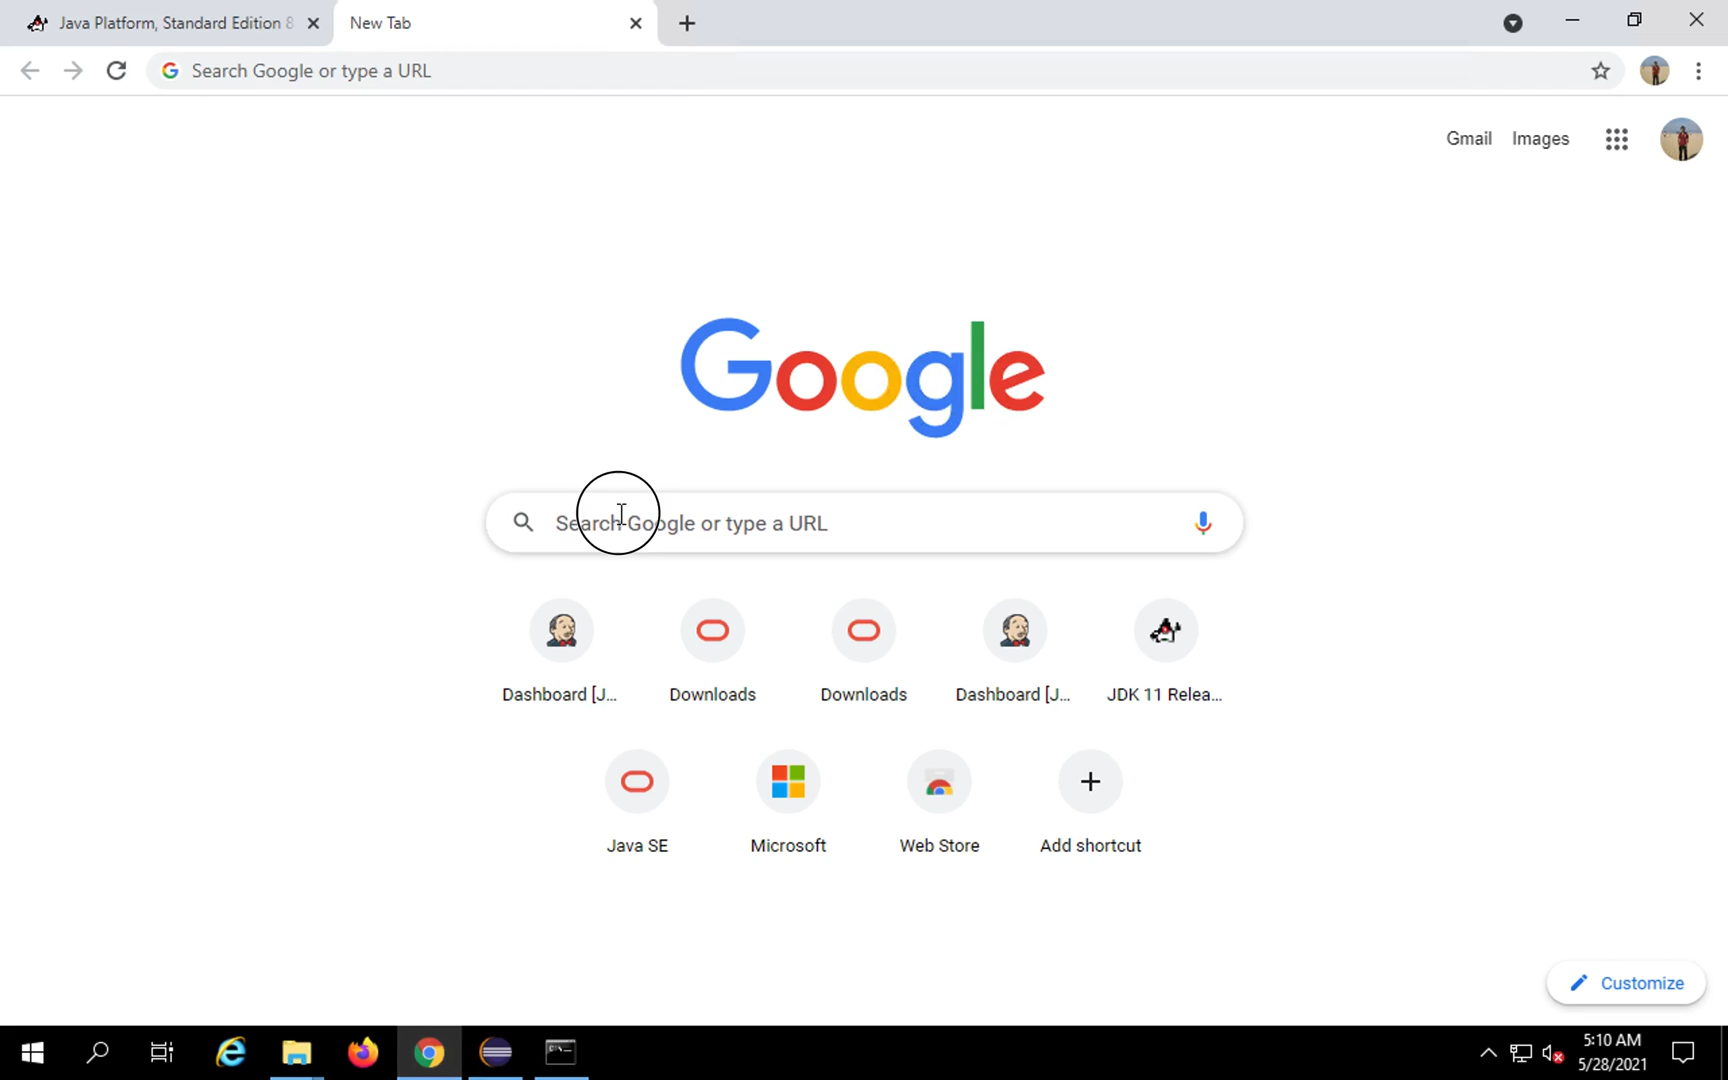 Java Platform, Standard Edition 8
New Tab
Search Google or type a URL
Gmail Images
Google
Search Google or type a URL
Dashboard [J... Downloads Downloads Dashboard [J... JDK 11 Relea...
Java SE Microsoft Web Store Add shortcut
Customize
5:10 AM
5/28/2021